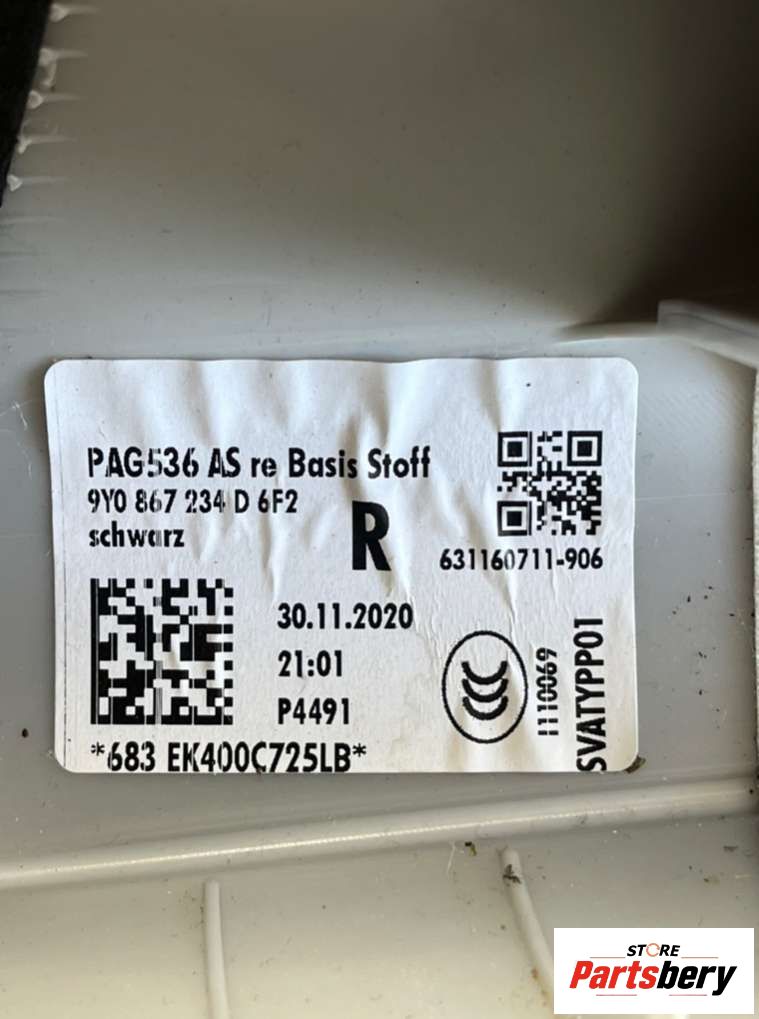 PAG536 AS re Basis Stoff
9Y0 867 234 D 6F2
schwarz
R
631160711-906
30.11.2020
21:01
P4491
1110069
SVATYPP01
*683 EK400C725LB*
CCC
STORE
Partsbery